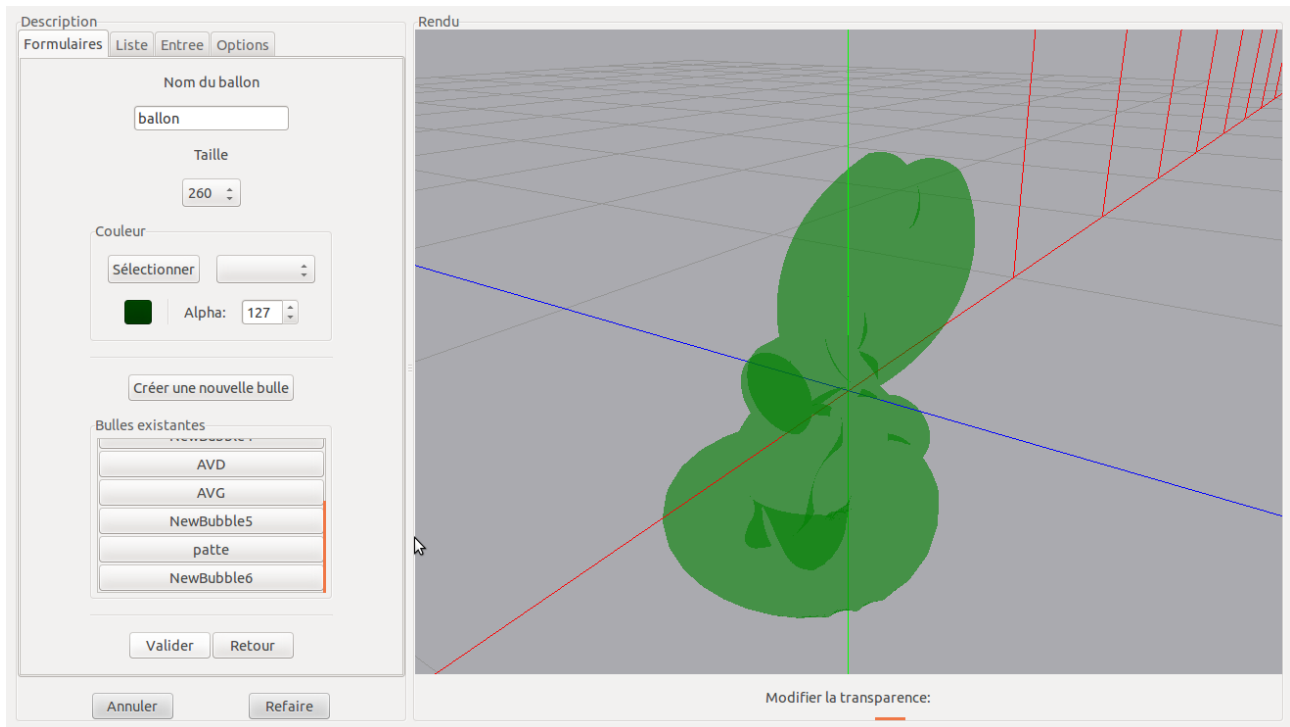 Description
Formulaires Liste Entree Options
Nom du ballon
ballon
Taille
260
Couleur
Sélectionner
Alpha: 127
Créer une nouvelle bulle
Bulles existantes
AVD
AVG
NewBubble5
patte
NewBubble6
Valider Retour
Annuler Refaire
Rendu
Modifier la transparence: